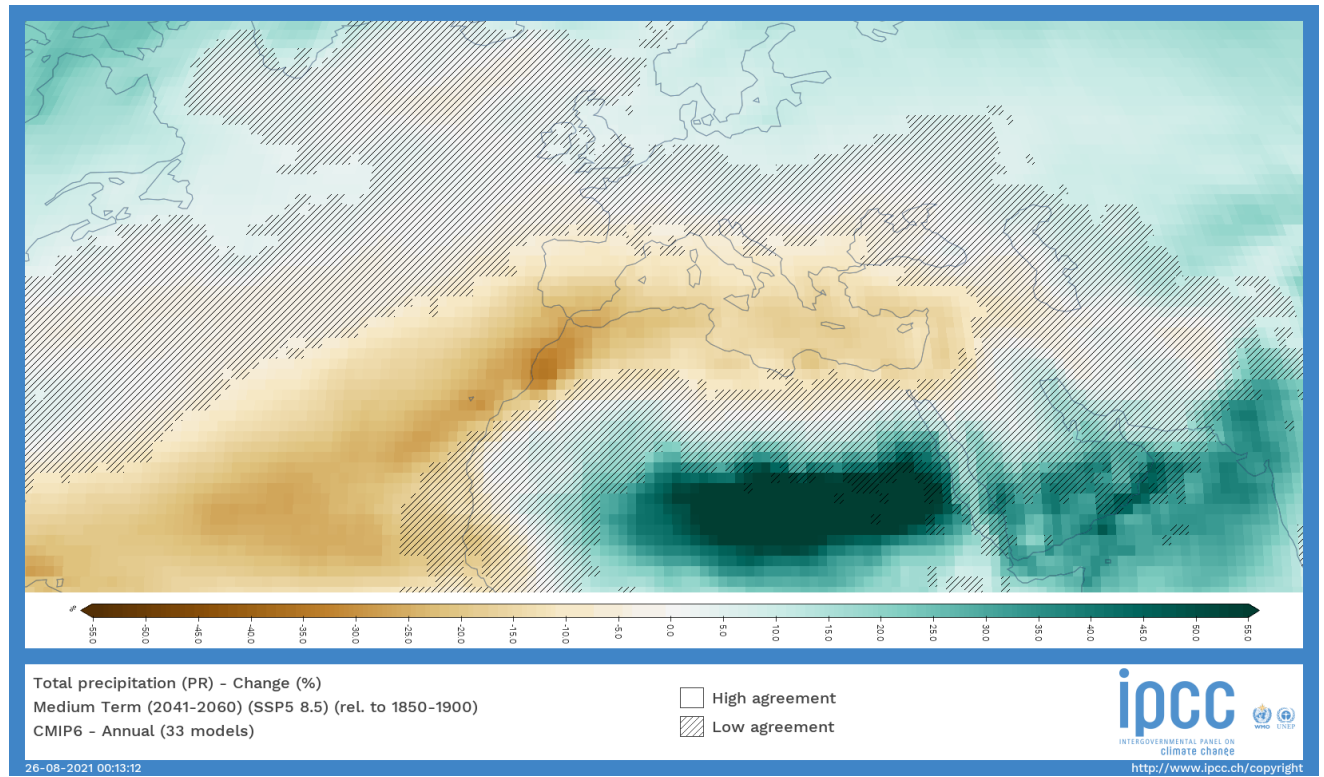 %
-55.0 -50.0 -45.0 -40.0 -35.0 -30.0 -25.0 -20.0 -15.0 -10.0 -5.0 0.0 5.0 10.0 15.0 20.0 25.0 30.0 35.0 40.0 45.0 50.0 55.0
Total precipitation (PR) - Change (%)
Medium Term (2041-2060) (SSP5 8.5) (rel. to 1850-1900)
CMIP6 - Annual (33 models)
High agreement
Low agreement
ipcc
INTERGOVERNMENTAL PANEL ON
climate change
WMO
UNEP
26-08-2021 00:13:12
http://www.ipcc.ch/copyright